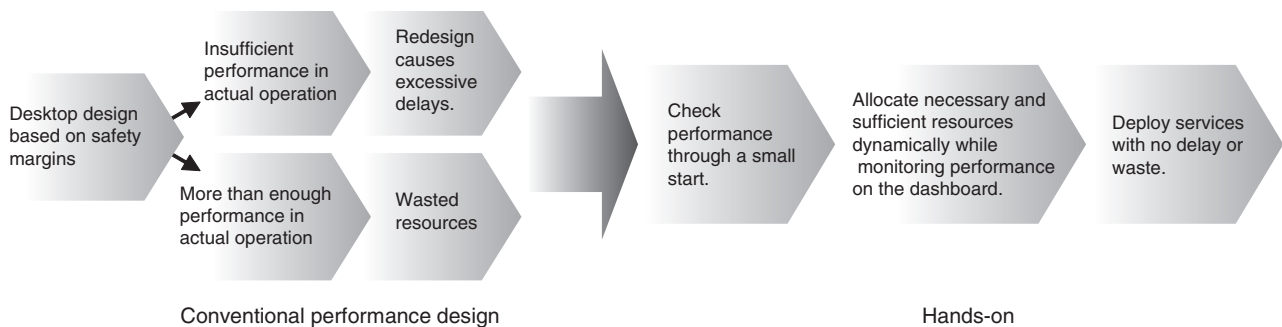 Desktop design
based on safety
margins
Insufficient
performance in
actual operation
Redesign
causes
excessive
delays.
More than enough
performance in
actual operation
Wasted
resources
Conventional performance design
Check
performance
through a small
start.
Allocate necessary and
sufficient resources
dynamically while
monitoring performance
on the dashboard.
Deploy services
with no delay or
waste.
Hands-on